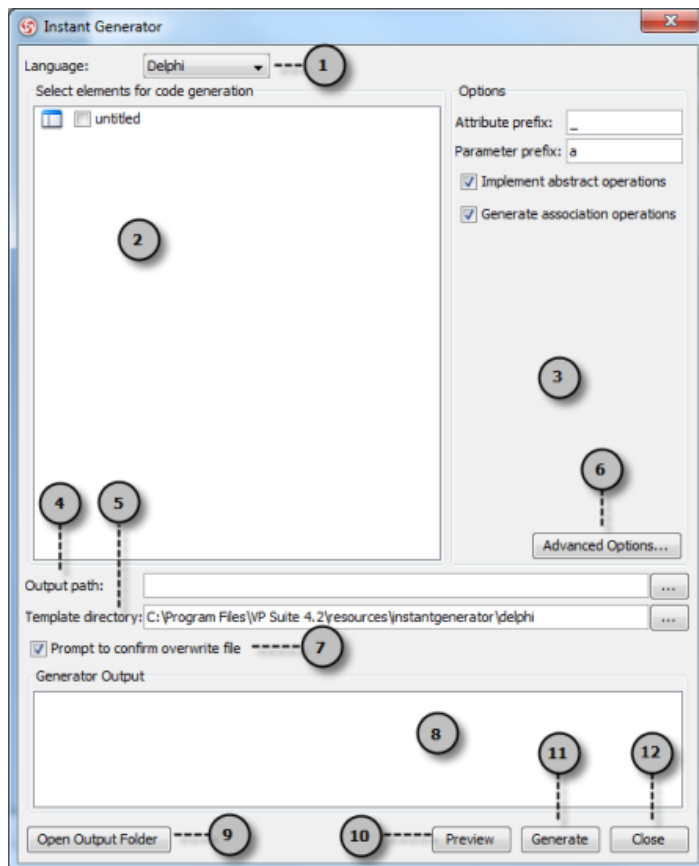 Instant Generator
Language: Delphi 1
Select elements for code generation
Options
untitled
Attribute prefix: _
Parameter prefix: a
Implement abstract operations
Generate association operations
2
3
6
4 5
Advanced Options...
Output path: ...
Template directory: C:\Program Files\VP Suite 4.2\resources\instantgenerator\delphi ...
Prompt to confirm overwrite file 7
Generator Output
8
11 12
Open Output Folder 9 10 Preview Generate Close